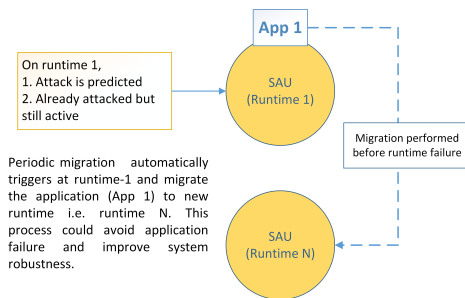 App 1
On runtime 1,
1. Attack is predicted
2. Already attacked but
still active
SAU
(Runtime 1)
Migration performed
before runtime failure
Periodic migration automatically
triggers at runtime-1 and migrate
the application (App 1) to new
runtime i.e. runtime N. This
process could avoid application
failure and improve system
robustness.
SAU
(Runtime N)